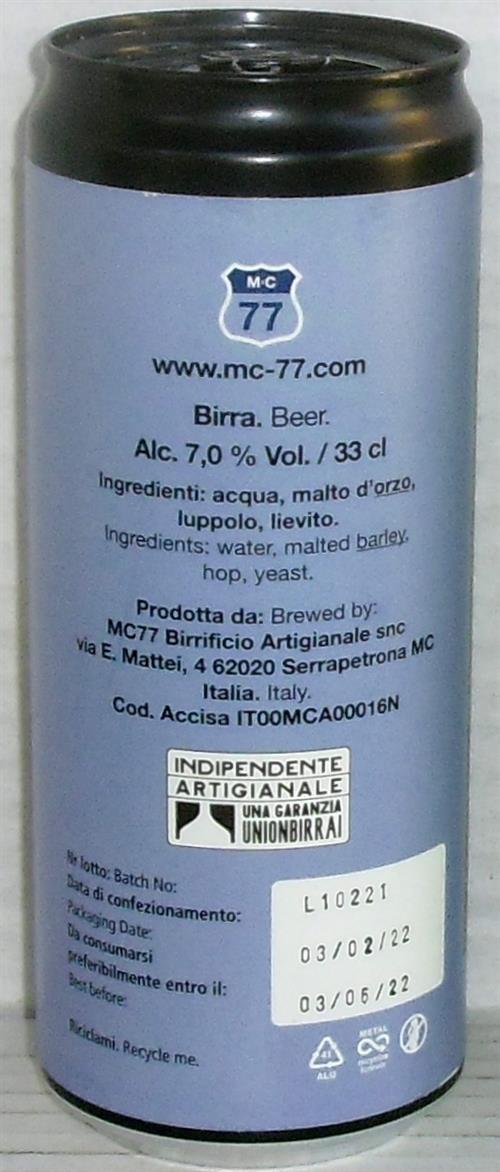 M·C
77
www.mc-77.com
Birra. Beer.
Alc. 7,0 % Vol. / 33 cl
Ingredienti: acqua, malto d'orzo,
luppolo, lievito.
Ingredients: water, malted barley,
hop, yeast.
Prodotta da: Brewed by:
MC77 Birrificio Artigianale snc
via E. Mattei, 4 62020 Serrapetrona MC
Italia. Italy.
Cod. Accisa IT00MCA00016N
INDIPENDENTE
ARTIGIANALE
UNA GARANZIA
UNIONBIRRAI
Nr lotto: Batch No:
Data di confezionamento:
Packaging Date:
Da consumarsi
preferibilmente entro il:
Best before:
L10221
03/02/22
03/06/22
Riciclami. Recycle me.
41
ALU
METAL
recycles
forever